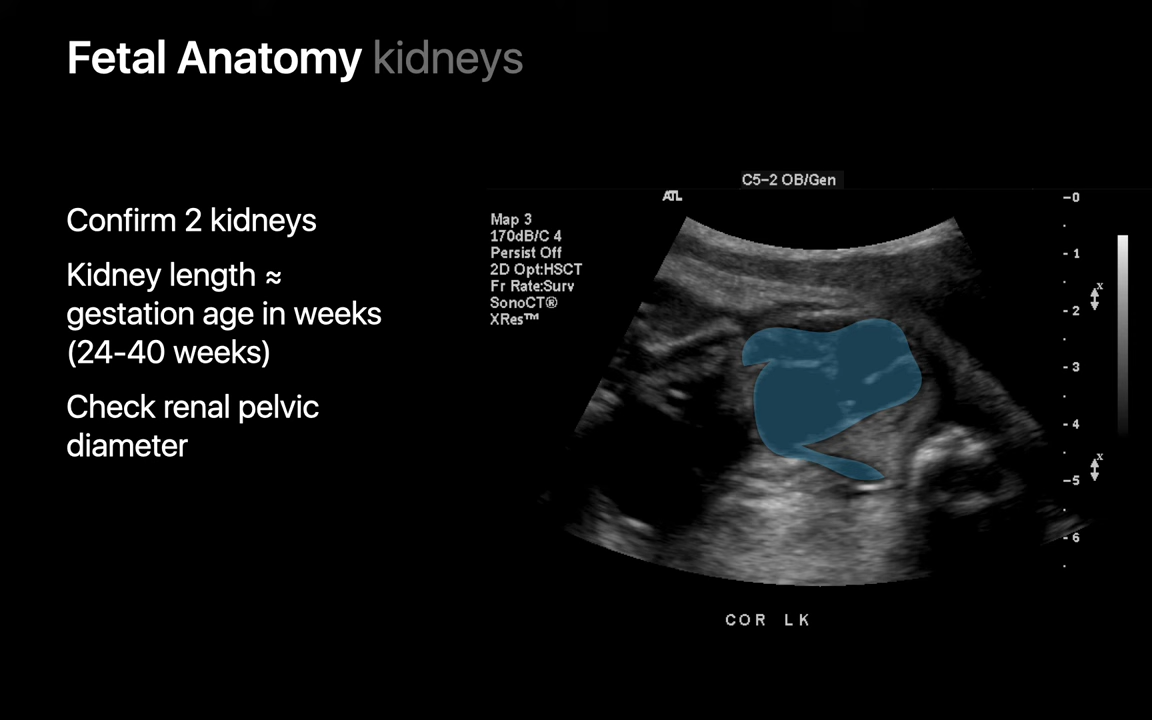 Fetal Anatomy kidneys
Confirm 2 kidneys
Kidney length ≈
gestation age in weeks
(24-40 weeks)
Check renal pelvic
diameter
C5-2 OB/Gen
ATL
Map 3
170dB/C 4
Persist Off
2D Opt:HSCT
Fr Rate:Surv
SonoCT®
XRes™
-0
-1
x
-2
-3
-4
x
-5
-6
COR LK